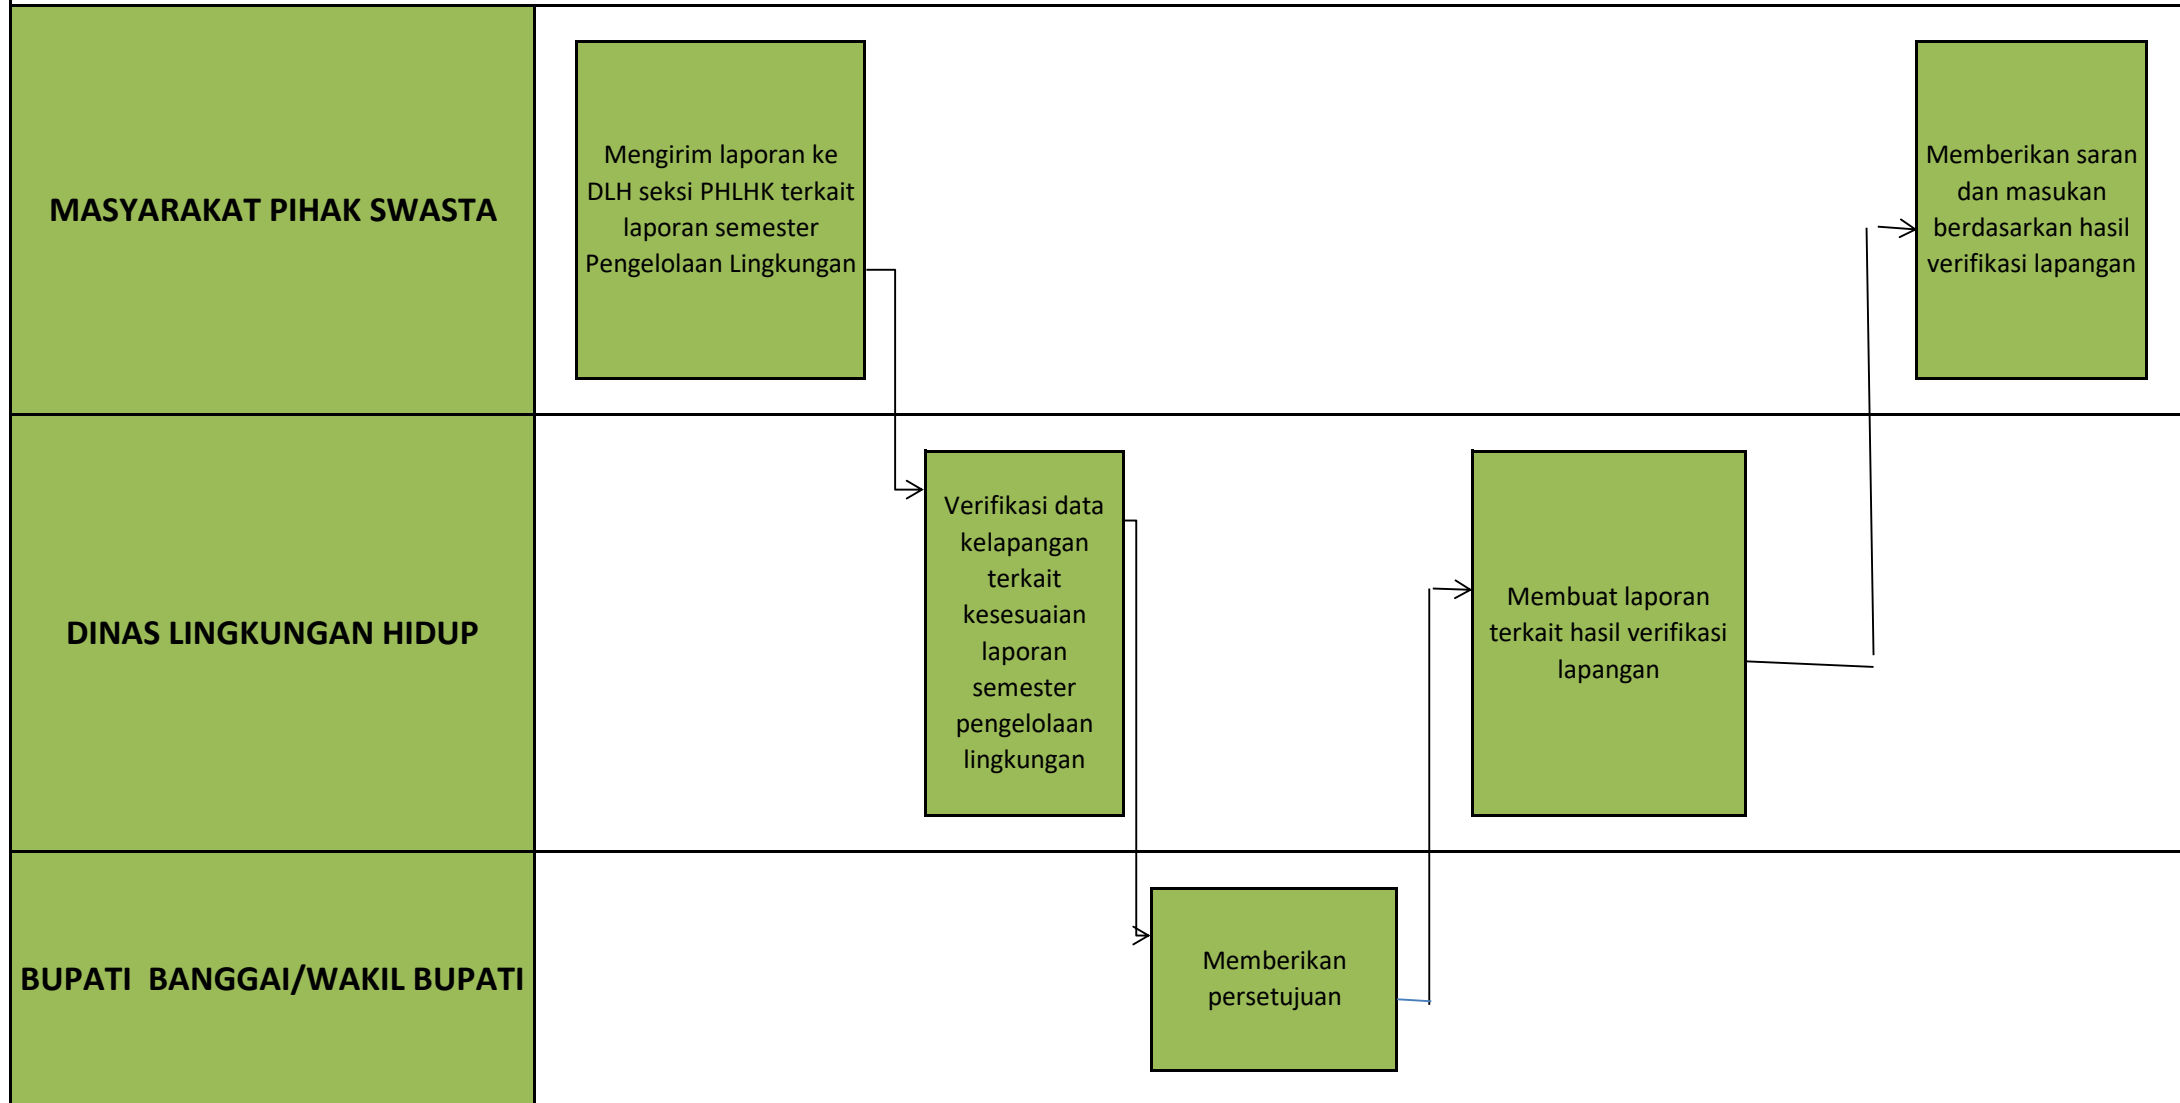 MASYARAKAT PIHAK SWASTA
Mengirim laporan ke
DLH seksi PHLHK terkait
laporan semester
Pengelolaan Lingkungan
Memberikan saran
dan masukan
berdasarkan hasil
verifikasi lapangan
DINAS LINGKUNGAN HIDUP
Verifikasi data
kelapangan
terkait
kesesuaian
laporan
semester
pengelolaan
lingkungan
Membuat laporan
terkait hasil verifikasi
lapangan
BUPATI  BANGGAI/WAKIL BUPATI
Memberikan
persetujuan